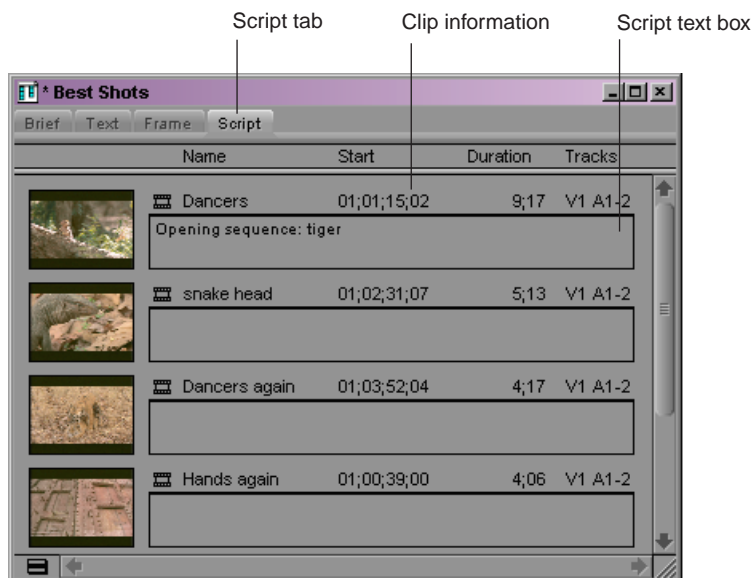 Script tab Clip information Script text box
* Best Shots
Brief Text Frame Script
Name Start Duration Tracks
Dancers 01;01;15;02 9;17 V1 A1-2
Opening sequence: tiger
snake head 01;02;31;07 5;13 V1 A1-2
Dancers again 01;03;52;04 4;17 V1 A1-2
Hands again 01;00;39;00 4;06 V1 A1-2